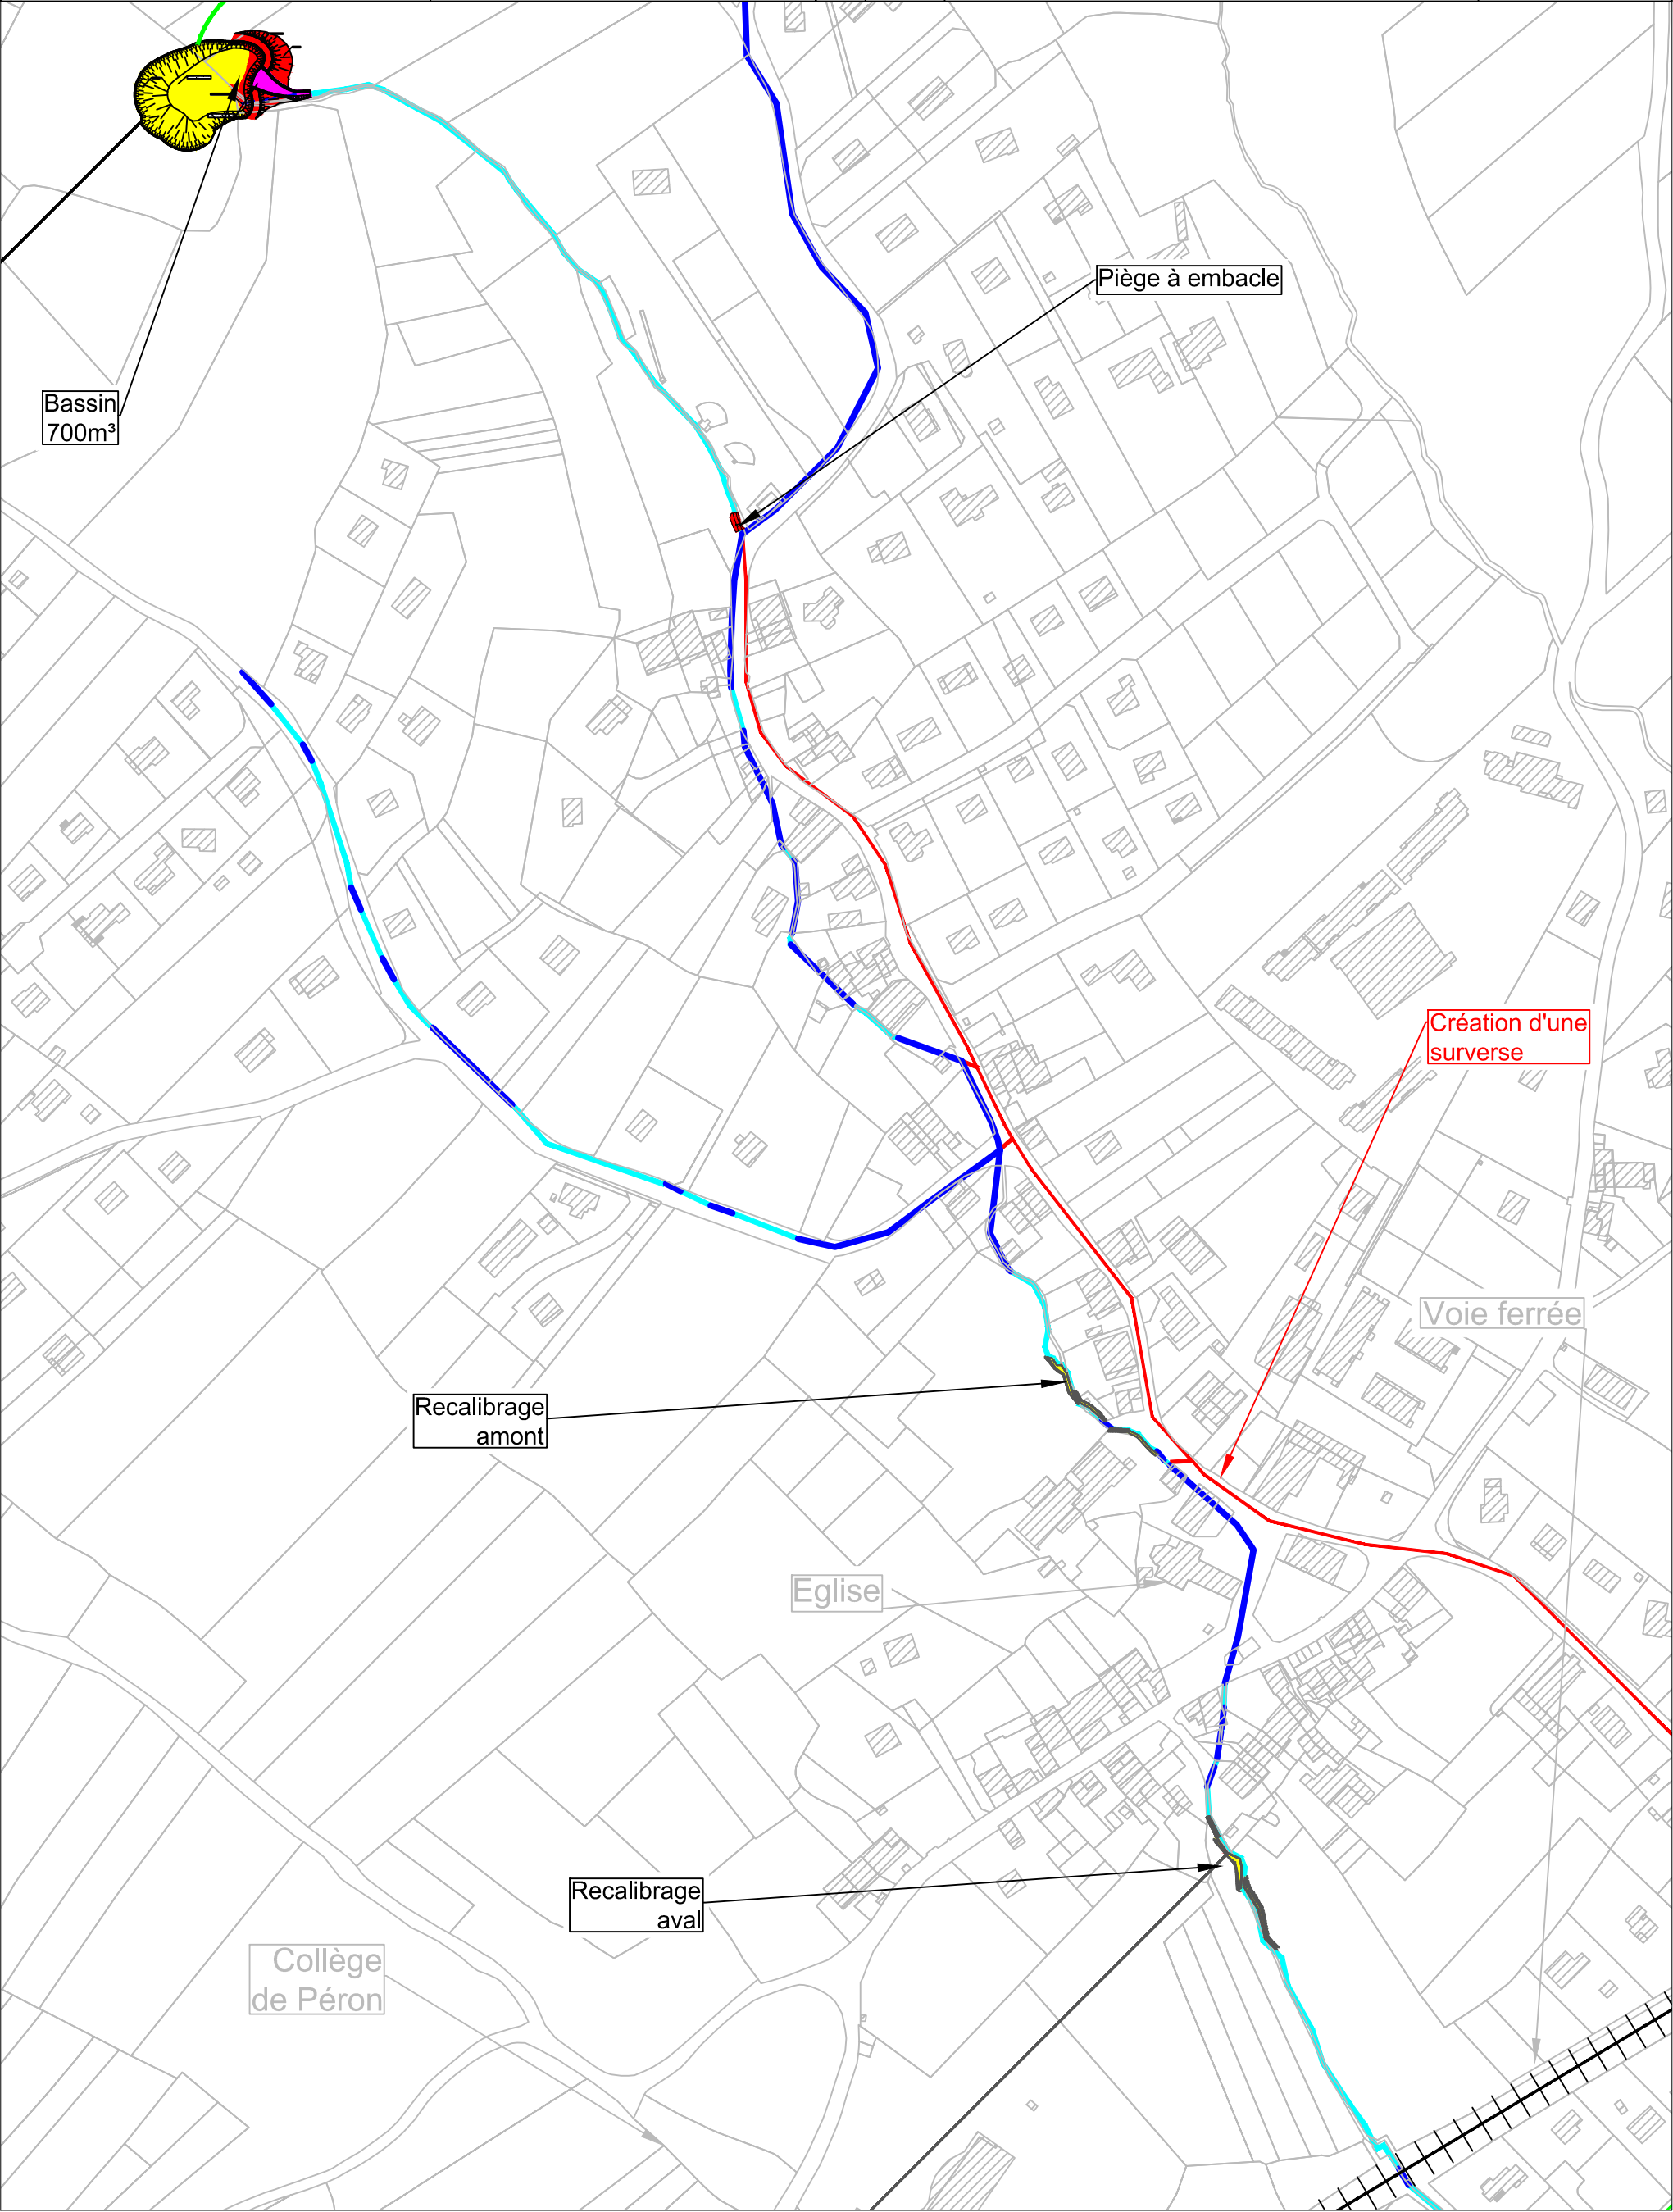 Piège à embacle
Bassin
700m³
Création d'une
surverse
Voie ferrée
Recalibrage
amont
Eglise
Recalibrage
aval
Collège
de Péron